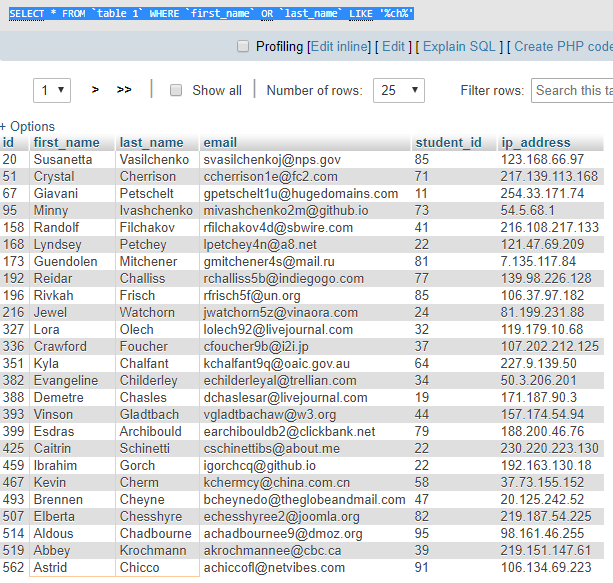 SELECT * FROM `table 1` WHERE `first_name` OR `last_name` LIKE '%ch%'
Profiling [Edit inline] [ Edit ] [ Explain SQL ] [ Create PHP code
1 > >> Show all Number of rows: 25 Filter rows: Search this ta
+ Options
id first_name last_name email student_id ip_address
20 Susanetta Vasilchenko svasilchenkoj@nps.gov 85 123.168.66.97
51 Crystal Cherrison ccherrison1e@fc2.com 71 217.139.113.168
67 Giavani Petschelt gpetschelt1u@hugedomains.com 11 254.33.171.74
95 Minny Ivashchenko mivashchenko2m@github.io 73 54.5.68.1
158 Randolf Filchakov rfilchakov4d@sbwire.com 41 216.108.217.133
168 Lyndsey Petchey lpetchey4n@a8.net 22 121.47.69.209
173 Guendolen Mitchener gmitchener4s@mail.ru 81 7.135.117.84
192 Reidar Challiss rchalliss5b@indiegogo.com 77 139.98.226.128
196 Rivkah Frisch rfrisch5f@un.org 85 106.37.97.182
216 Jewel Watchorn jwatchorn5z@vinaora.com 24 81.199.231.88
327 Lora Olech lolech92@livejournal.com 32 119.179.10.68
336 Crawford Foucher cfoucher9b@i2i.jp 37 107.202.212.125
351 Kyla Chalfant kchalfant9q@oaic.gov.au 64 227.9.139.50
382 Evangeline Childerley echilderleyal@trellian.com 34 50.3.206.201
388 Demetre Chasles dchaslesar@livejournal.com 19 171.187.90.3
393 Vinson Gladtbach vgladtbachaw@w3.org 44 157.174.54.94
399 Esdras Archibould earchibouldb2@clickbank.net 79 188.200.46.76
425 Caitrin Schinetti cschinettibs@about.me 22 230.220.223.130
459 Ibrahim Gorch igorchcq@github.io 22 192.163.130.18
467 Kevin Cherm kchermcy@china.com.cn 58 37.73.155.152
493 Brennen Cheyne bcheynedo@theglobeandmail.com 47 20.125.242.52
507 Elberta Chesshyre echesshyree2@joomla.org 82 219.187.54.225
514 Aldous Chadbourne achadbournee9@dmoz.org 95 98.161.46.255
519 Abbey Krochmann akrochmannee@cbc.ca 39 219.151.147.61
562 Astrid Chicco achiccofl@netvibes.com 91 106.134.69.223